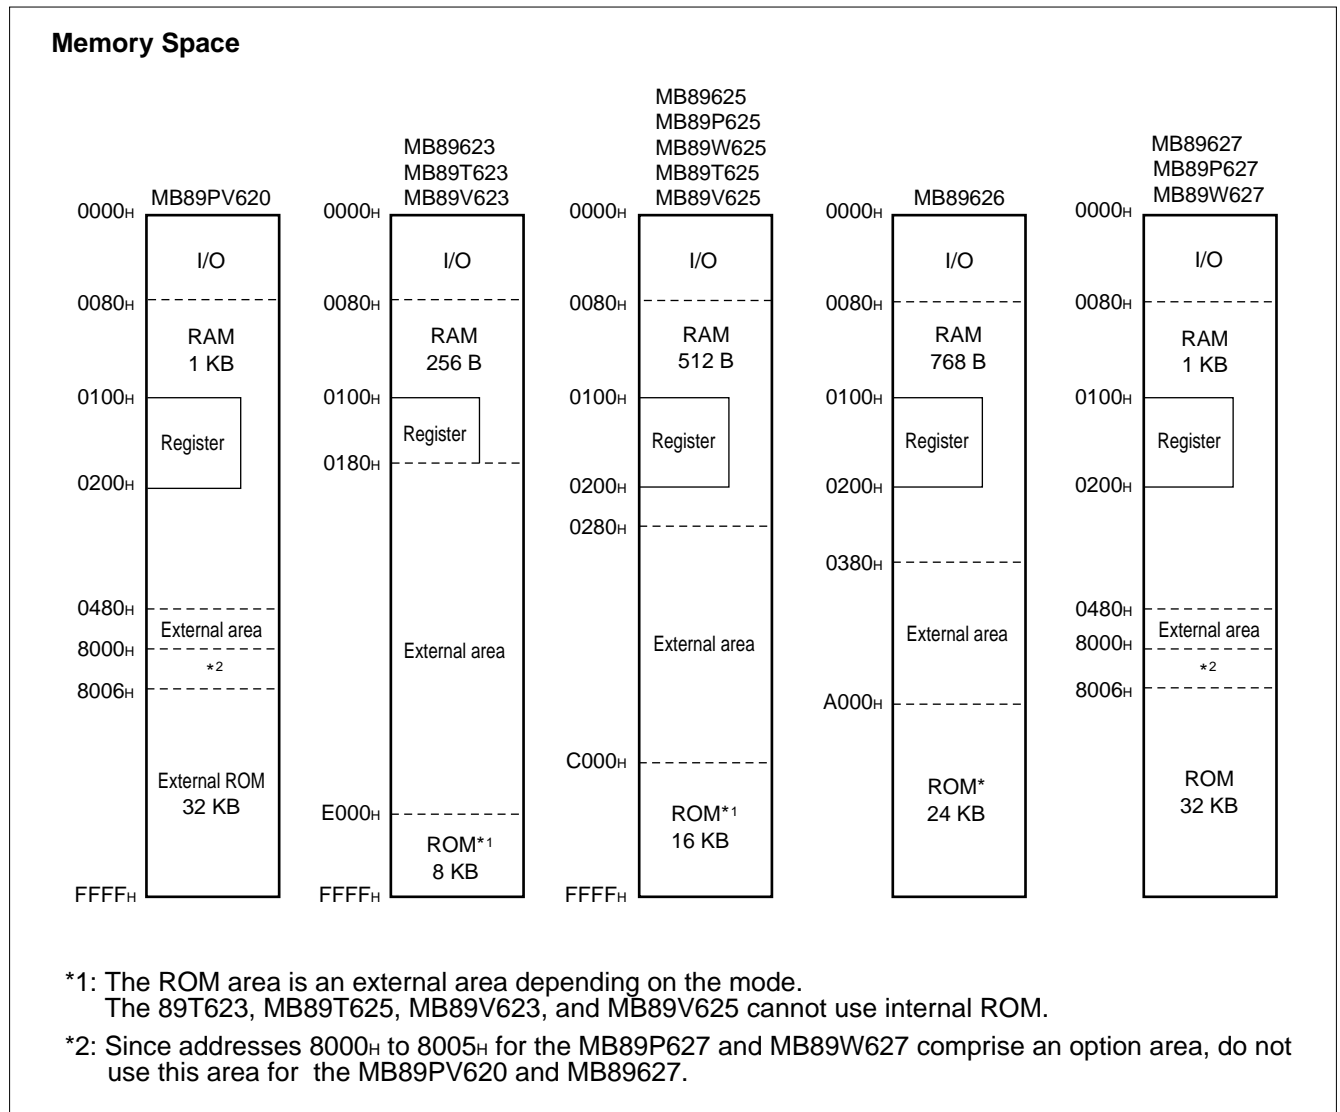 Memory Space
MB89PV620
0000H
I/O
0080H
RAM
1 KB
0100H
Register
0200H
0480H
External area
8000H
*2
8006H
External ROM
32 KB
FFFFH
MB89623
MB89T623
MB89V623
0000H
I/O
0080H
RAM
256 B
0100H
Register
0180H
External area
E000H
ROM*1
8 KB
FFFFH
MB89625
MB89P625
MB89W625
MB89T625
MB89V625
0000H
I/O
0080H
RAM
512 B
0100H
Register
0200H
0280H
External area
C000H
ROM*1
16 KB
FFFFH
MB89626
0000H
I/O
0080H
RAM
768 B
0100H
Register
0200H
0380H
External area
A000H
ROM*
24 KB
MB89627
MB89P627
MB89W627
0000H
I/O
0080H
RAM
1 KB
0100H
Register
0200H
0480H
External area
8000H
*2
8006H
ROM
32 KB
*1: The ROM area is an external area depending on the mode.
The 89T623, MB89T625, MB89V623, and MB89V625 cannot use internal ROM.
*2: Since addresses 8000H to 8005H for the MB89P627 and MB89W627 comprise an option area, do not
use this area for the MB89PV620 and MB89627.